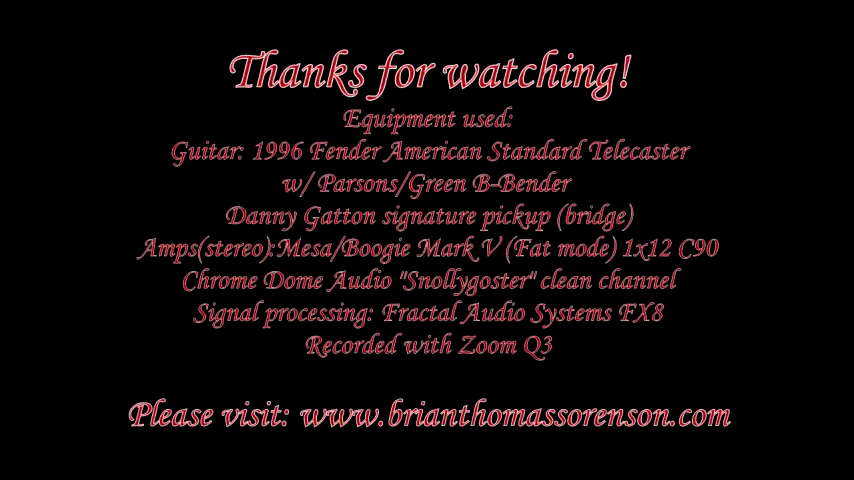 Thanks for watching!
Equipment used:
Guitar: 1996 Fender American Standard Telecaster
w/ Parsons/Green B-Bender
Danny Gatton signature pickup (bridge)
Amps(stereo):Mesa/Boogie Mark V (Fat mode) 1x12 C90
Chrome Dome Audio "Snollygoster" clean channel
Signal processing: Fractal Audio Systems FX8
Recorded with Zoom Q3
Please visit: www.brianthomassorenson.com